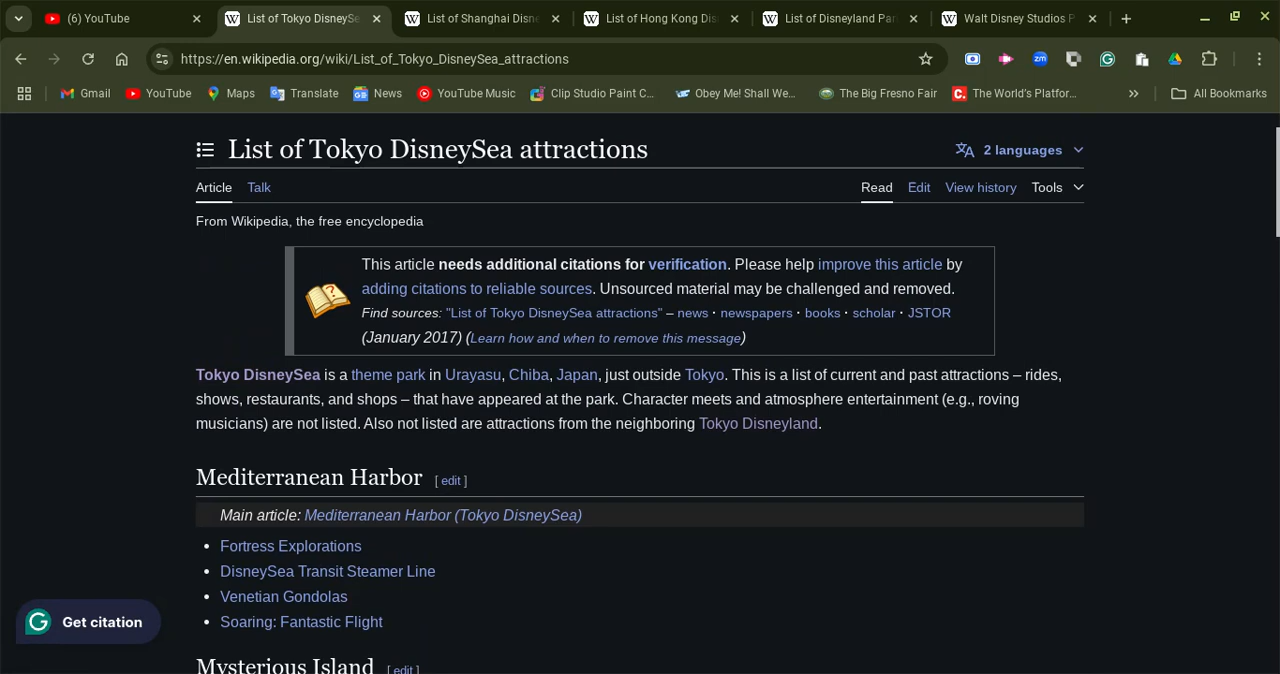 (6) YouTube
List of Tokyo DisneySe
List of Shanghai Disne
List of Hong Kong Dis
List of Disneyland Par
Walt Disney Studios P
https://en.wikipedia.org/wiki/List_of_Tokyo_DisneySea_attractions
Gmail
YouTube
Maps
Translate
News
YouTube Music
Clip Studio Paint C...
Obey Me! Shall We...
The Big Fresno Fair
The World's Platfor...
All Bookmarks
List of Tokyo DisneySea attractions
2 languages
Article Talk
Read Edit View history Tools
From Wikipedia, the free encyclopedia
This article needs additional citations for verification. Please help improve this article by
adding citations to reliable sources. Unsourced material may be challenged and removed.
Find sources: "List of Tokyo DisneySea attractions" – news · newspapers · books · scholar · JSTOR
(January 2017) (Learn how and when to remove this message)
Tokyo DisneySea is a theme park in Urayasu, Chiba, Japan, just outside Tokyo. This is a list of current and past attractions – rides,
shows, restaurants, and shops – that have appeared at the park. Character meets and atmosphere entertainment (e.g., roving
musicians) are not listed. Also not listed are attractions from the neighboring Tokyo Disneyland.
Mediterranean Harbor [ edit ]
Main article: Mediterranean Harbor (Tokyo DisneySea)
• Fortress Explorations
• DisneySea Transit Steamer Line
• Venetian Gondolas
• Soaring: Fantastic Flight
Get citation
Mysterious Island [ edit ]